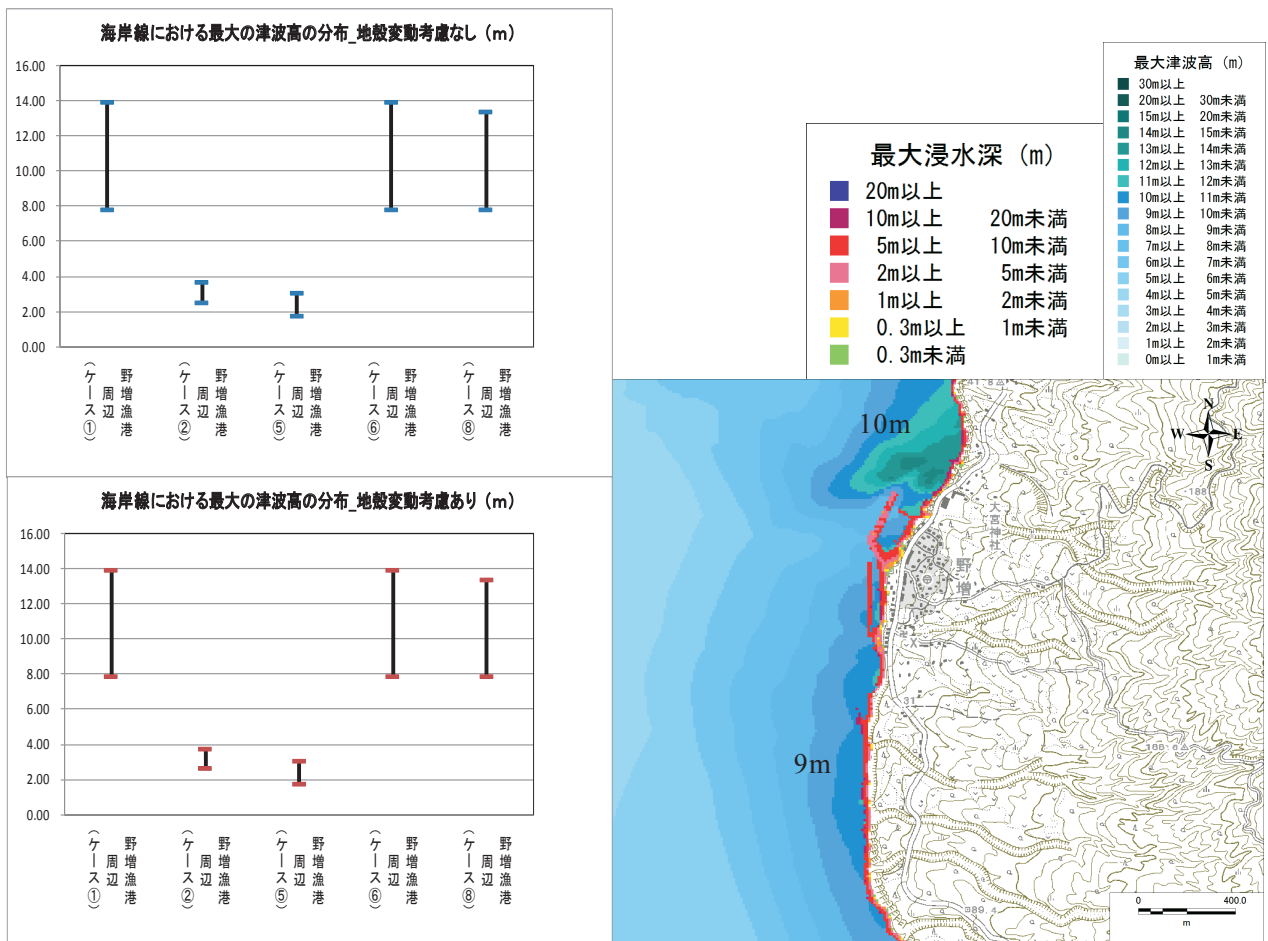 海岸線における最大の津波高の分布_地殻変動考慮なし（m）
16.00
14.00
12.00
10.00
8.00
6.00
4.00
2.00
0.00
野増漁港
周辺
（ケース①）
野増漁港
周辺
（ケース②）
野増漁港
周辺
（ケース⑤）
野増漁港
周辺
（ケース⑥）
野増漁港
周辺
（ケース⑧）
海岸線における最大の津波高の分布_地殻変動考慮あり（m）
16.00
14.00
12.00
10.00
8.00
6.00
4.00
2.00
0.00
野増漁港
周辺
（ケース①）
野増漁港
周辺
（ケース②）
野増漁港
周辺
（ケース⑤）
野増漁港
周辺
（ケース⑥）
野増漁港
周辺
（ケース⑧）
最大浸水深（m）
20m以上
10m以上 20m未満
5m以上 10m未満
2m以上 5m未満
1m以上 2m未満
0.3m以上 1m未満
0.3m未満
最大津波高（m）
30m以上
20m以上 30m未満
15m以上 20m未満
14m以上 15m未満
13m以上 14m未満
12m以上 13m未満
11m以上 12m未満
10m以上 11m未満
9m以上 10m未満
8m以上 9m未満
7m以上 8m未満
6m以上 7m未満
5m以上 6m未満
4m以上 5m未満
3m以上 4m未満
2m以上 3m未満
1m以上 2m未満
0m以上 1m未満
41.8
10m
N
W E
S
188
大宮神社
野増
31
9m
188.6
89.4
0 400.0
m